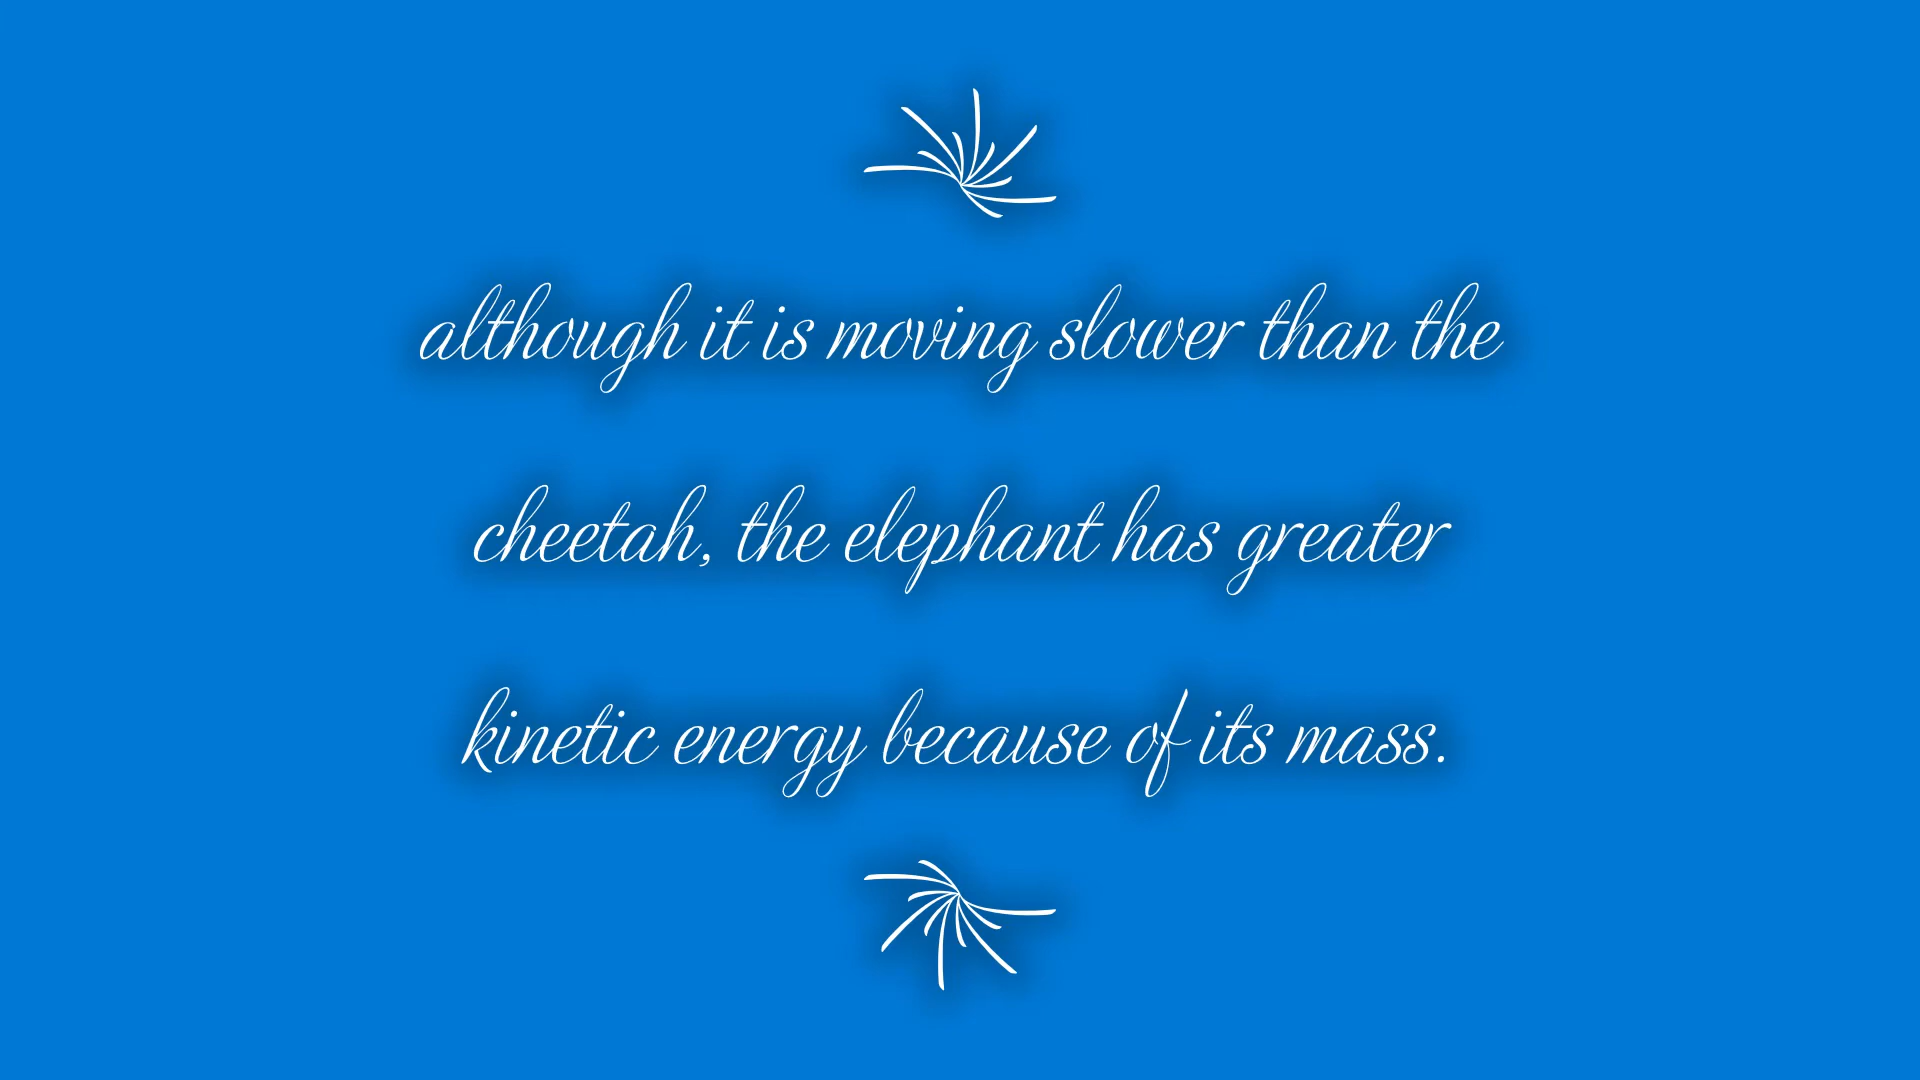 although it is moving slower than the
cheetah, the elephant has greater
kinetic energy because of its mass.